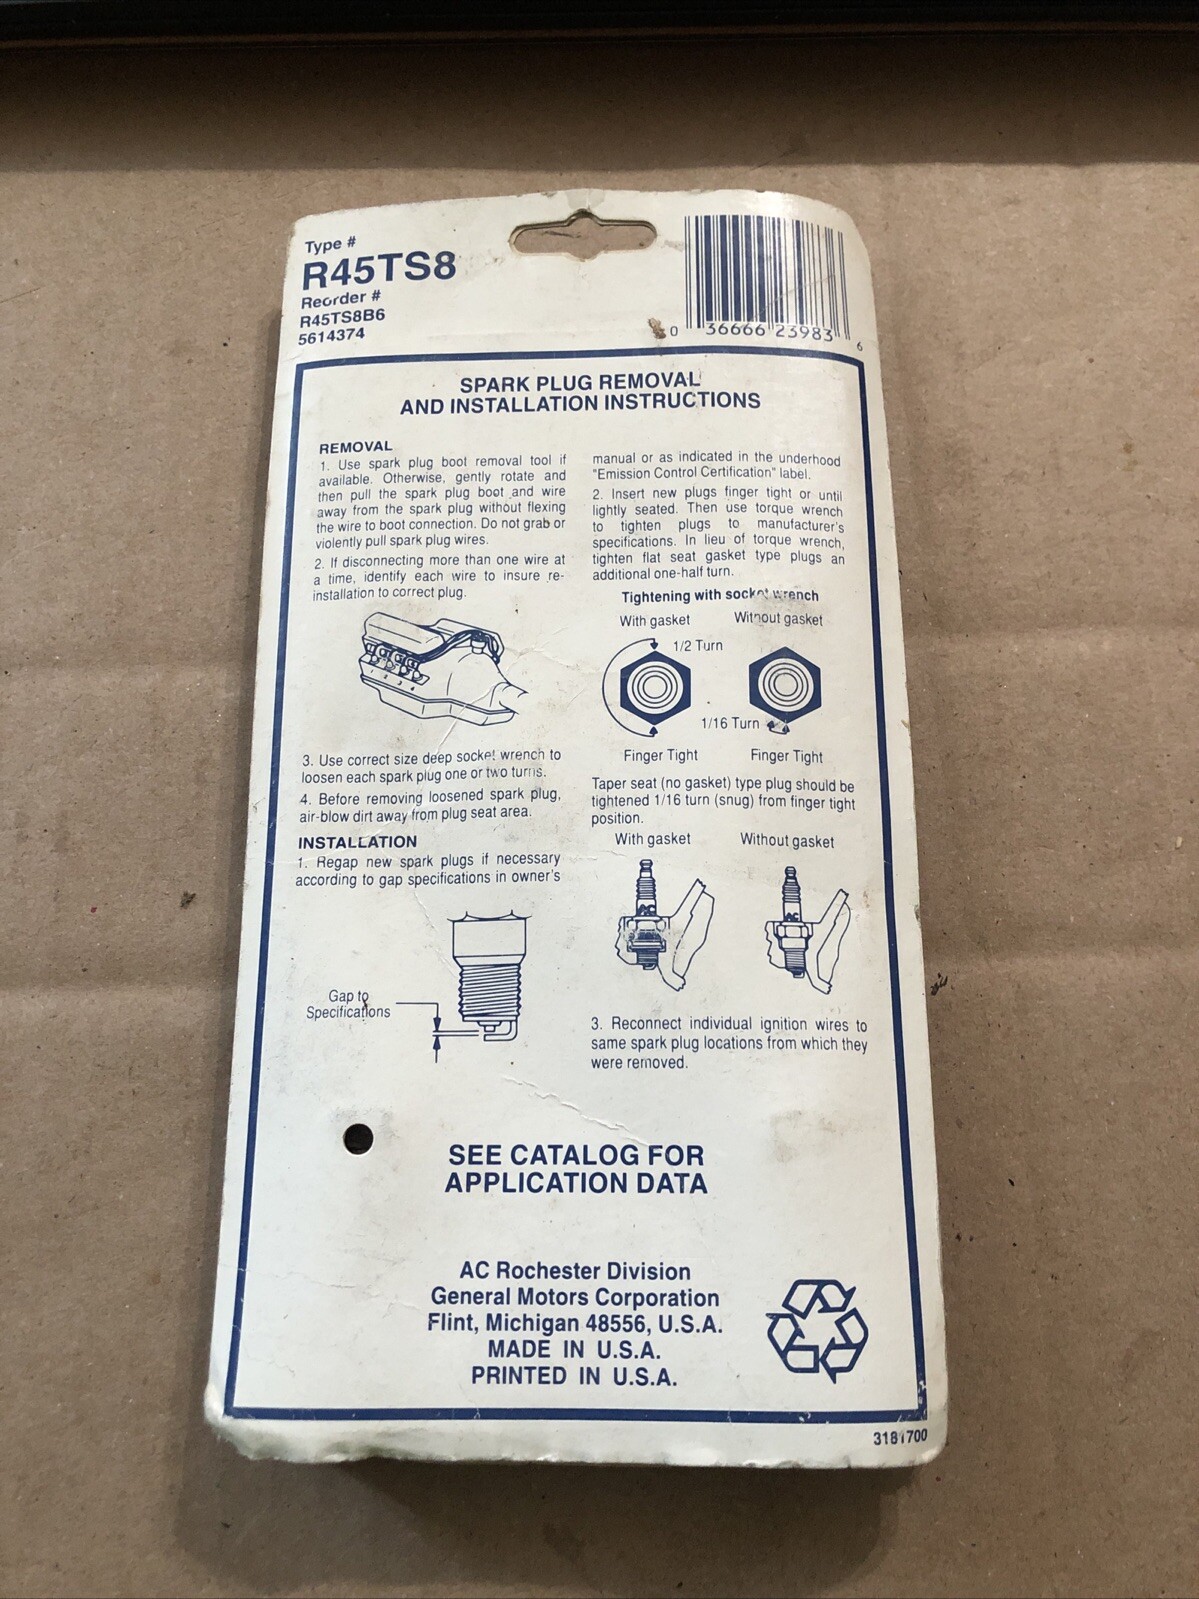 Type #
R45TS8
Reorder #
R45TS8B6
5614374
0 36666 23983 6
SPARK PLUG REMOVAL
AND INSTALLATION INSTRUCTIONS
REMOVAL
1. Use spark plug boot removal tool if
available. Otherwise, gently rotate and
then pull the spark plug boot and wire
away from the spark plug without flexing
the wire to boot connection. Do not grab or
violently pull spark plug wires.
2. If disconnecting more than one wire at
a time, identify each wire to insure re-
installation to correct plug.
1 2 3 4
3. Use correct size deep socket wrench to
loosen each spark plug one or two turns.
4. Before removing loosened spark plug,
air-blow dirt away from plug seat area.
INSTALLATION
1. Regap new spark plugs if necessary
according to gap specifications in owner's
Gap to
Specifications
manual or as indicated in the underhood
"Emission Control Certification" label.
2. Insert new plugs finger tight or until
lightly seated. Then use torque wrench
to tighten plugs to manufacturer's
specifications. In lieu of torque wrench,
tighten flat seat gasket type plugs an
additional one-half turn.
Tightening with socket wrench
With gasket Without gasket
1/2 Turn
1/16 Turn
Finger Tight Finger Tight
Taper seat (no gasket) type plug should be
tightened 1/16 turn (snug) from finger tight
position.
With gasket Without gasket
AC AC
3. Reconnect individual ignition wires to
same spark plug locations from which they
were removed.
SEE CATALOG FOR
APPLICATION DATA
AC Rochester Division
General Motors Corporation
Flint, Michigan 48556, U.S.A.
MADE IN U.S.A.
PRINTED IN U.S.A.
3181700